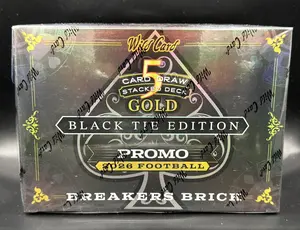 Wild Card
5
CARD DRAW
STACKED DECK
GOLD
BLACK TIE EDITION
PROMO
2026 FOOTBALL
BREAKERS BRICK